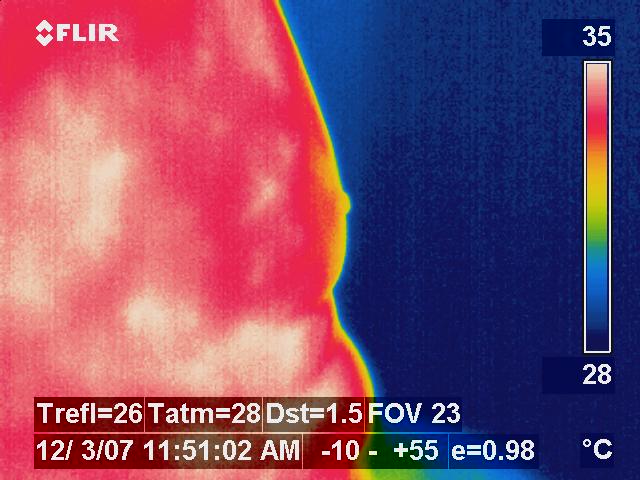 FLIR
35
28
Trefl=26 Tatm=28 Dst=1.5 FOV 23
12/ 3/07 11:51:02 AM -10 - +55 e=0.98 °C